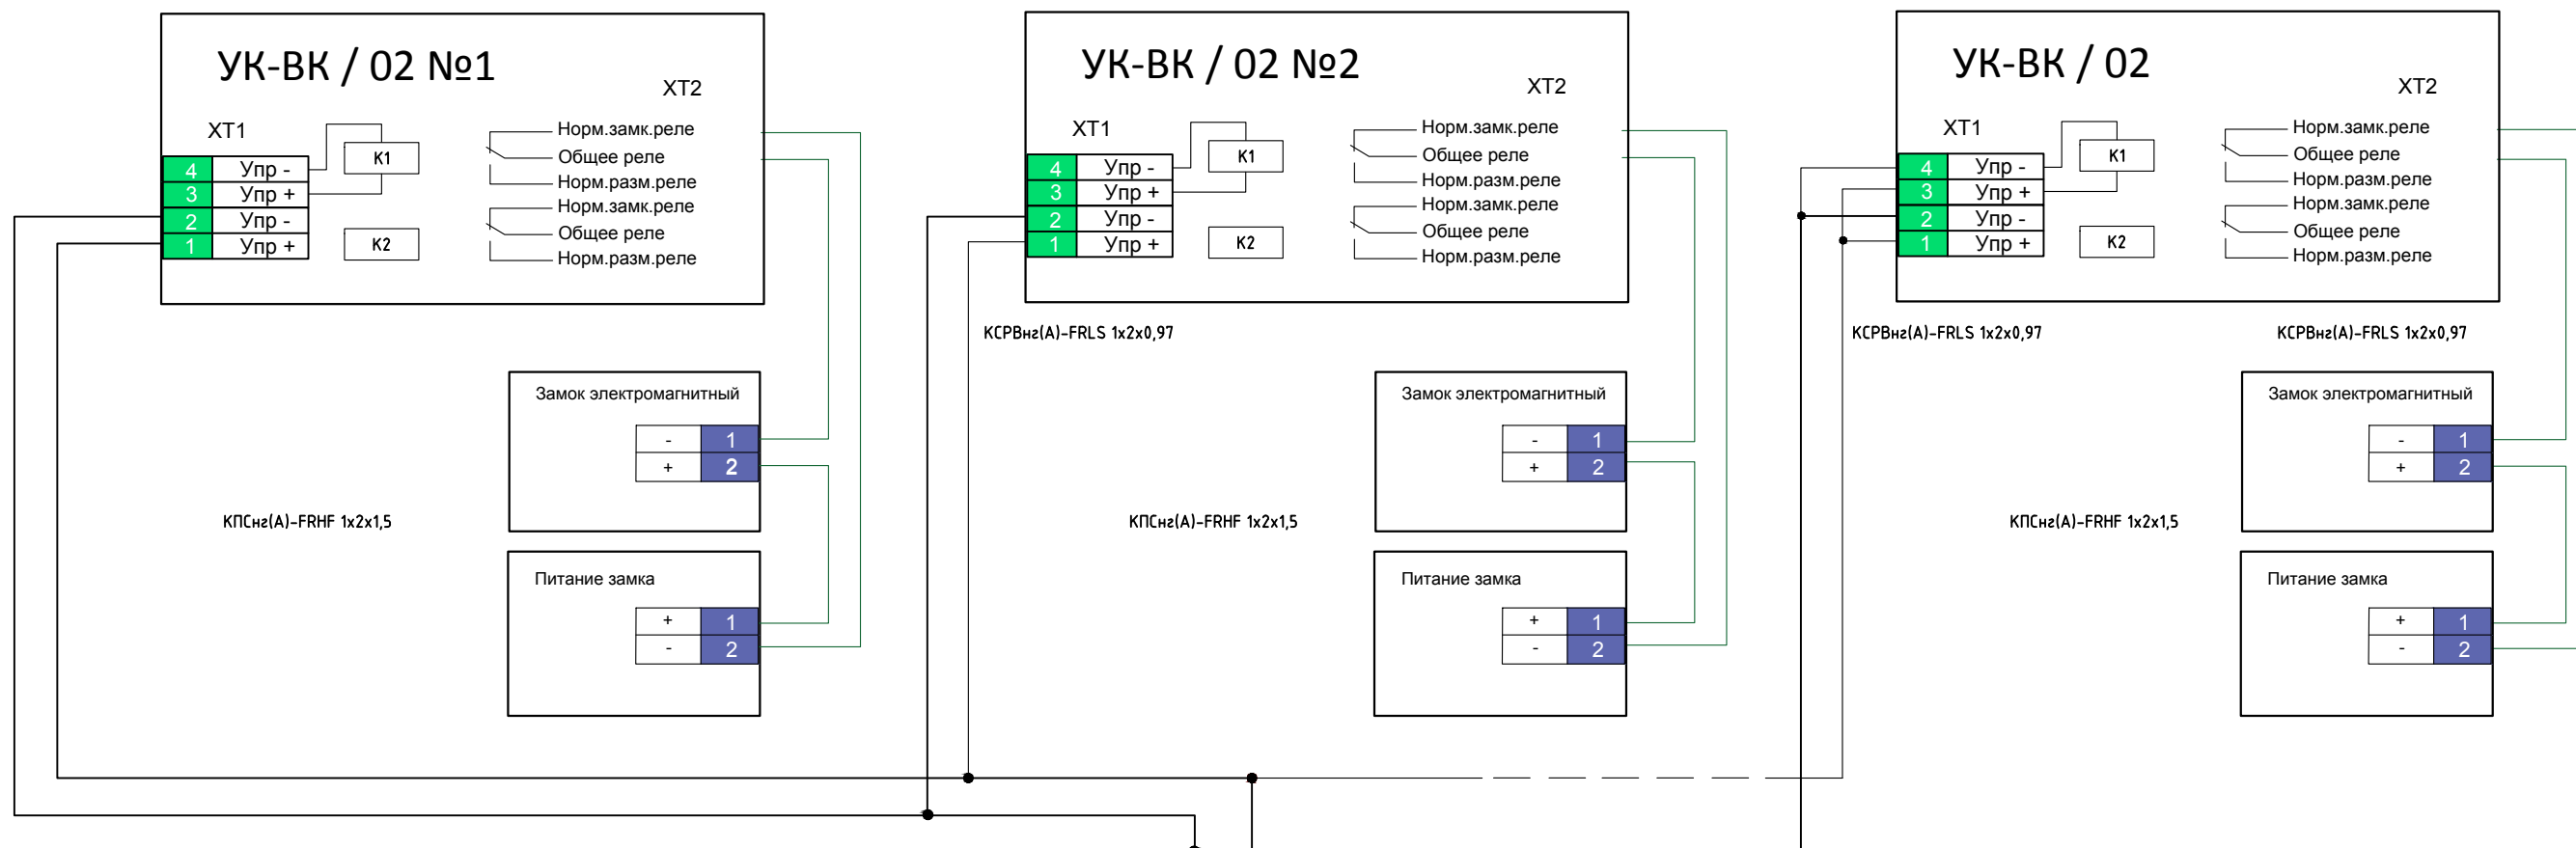 УК-ВК / 02 №1
XT2
XT1
4 Упр -
3 Упр +
2 Упр -
1 Упр +
К1
К2
Норм.замк.реле
Общее реле
Норм.разм.реле
Норм.замк.реле
Общее реле
Норм.разм.реле
Замок электромагнитный
- 1
+ 2
КПСнг(А)-FRHF 1х2х1,5
Питание замка
+ 1
- 2
УК-ВК / 02 №2
XT2
XT1
4 Упр -
3 Упр +
2 Упр -
1 Упр +
К1
К2
Норм.замк.реле
Общее реле
Норм.разм.реле
Норм.замк.реле
Общее реле
Норм.разм.реле
КСРВнг(А)-FRLS 1х2х0,97
Замок электромагнитный
- 1
+ 2
КПСнг(А)-FRHF 1х2х1,5
Питание замка
+ 1
- 2
УК-ВК / 02
XT2
XT1
4 Упр -
3 Упр +
2 Упр -
1 Упр +
К1
К2
Норм.замк.реле
Общее реле
Норм.разм.реле
Норм.замк.реле
Общее реле
Норм.разм.реле
КСРВнг(А)-FRLS 1х2х0,97
КСРВнг(А)-FRLS 1х2х0,97
Замок электромагнитный
- 1
+ 2
КПСнг(А)-FRHF 1х2х1,5
Питание замка
+ 1
- 2